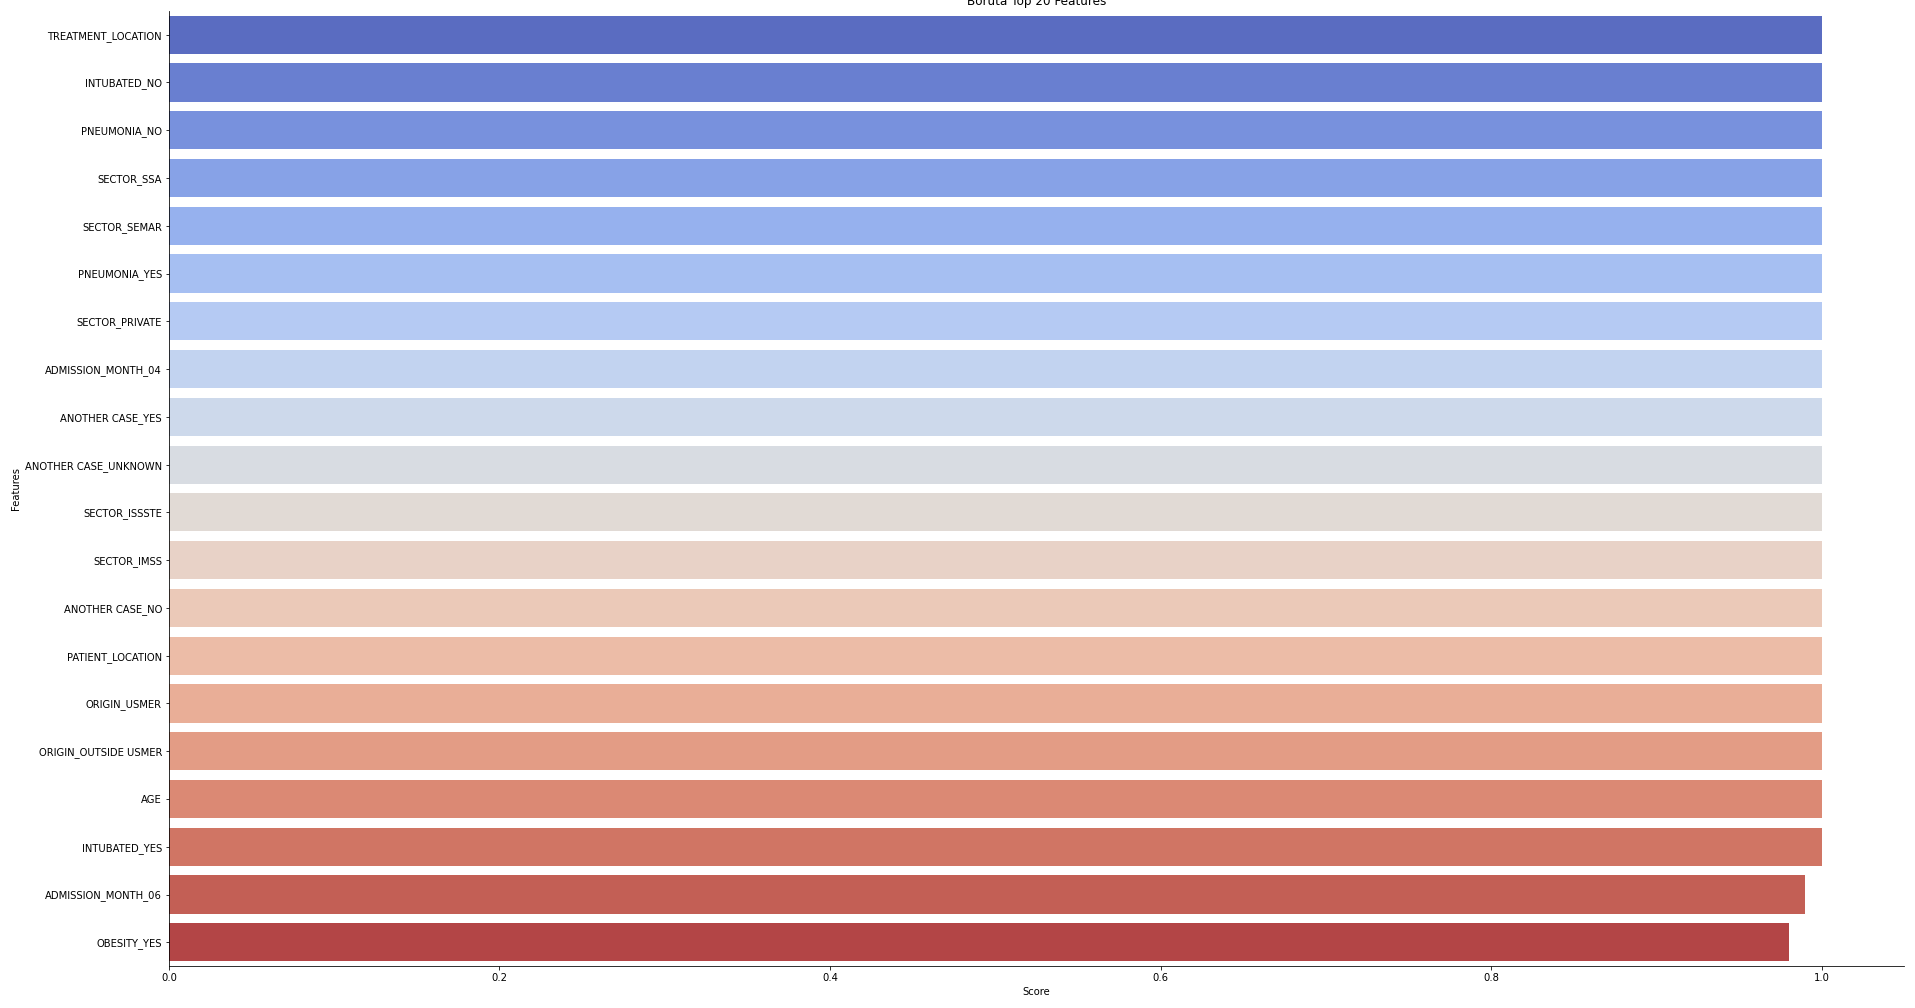 Boruta Top 20 Features
TREATMENT_LOCATION
INTUBATED_NO
PNEUMONIA_NO
SECTOR_SSA
SECTOR_SEMAR
PNEUMONIA_YES
SECTOR_PRIVATE
ADMISSION_MONTH_04
ANOTHER CASE_YES
ANOTHER CASE_UNKNOWN
Features
SECTOR_ISSSTE
SECTOR_IMSS
ANOTHER CASE_NO
PATIENT_LOCATION
ORIGIN_USMER
ORIGIN_OUTSIDE USMER
AGE
INTUBATED_YES
ADMISSION_MONTH_06
OBESITY_YES
0.0 0.2 0.4 0.6 0.8 1.0
Score